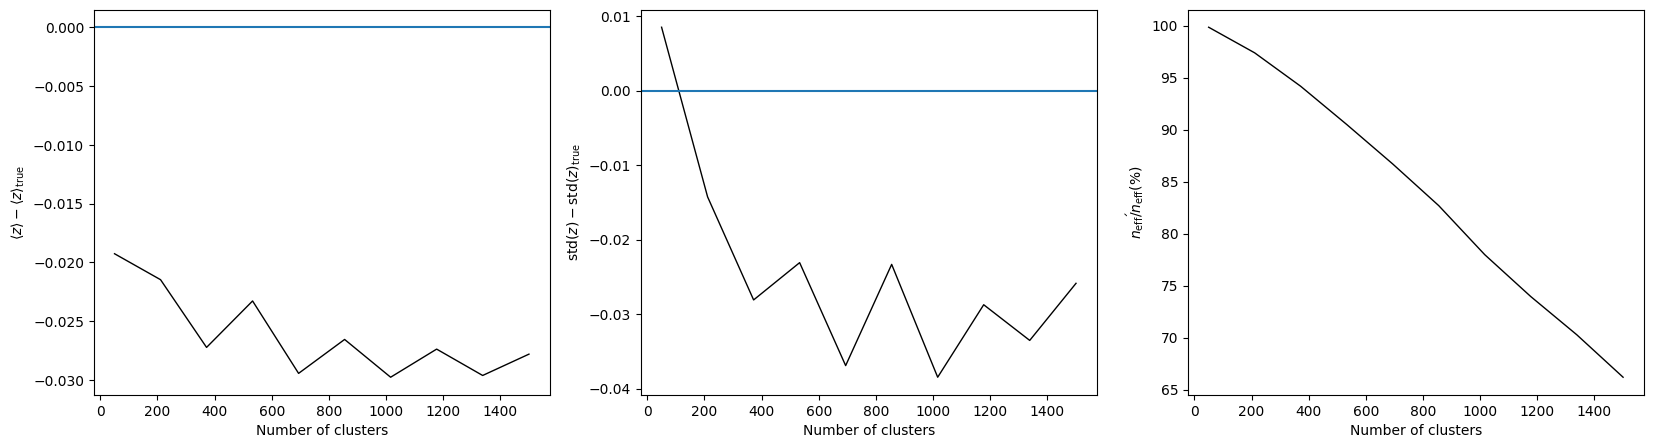 0.000
−0.005
−0.010
−0.015
−0.020
−0.025
−0.030
⟨z⟩ − ⟨z⟩true
0 200 400 600 800 1000 1200 1400
Number of clusters
0.01
0.00
−0.01
−0.02
−0.03
−0.04
std(z) − std(z)true
0 200 400 600 800 1000 1200 1400
Number of clusters
100
95
90
85
80
75
70
65
n′eff/neff(%)
0 200 400 600 800 1000 1200 1400
Number of clusters